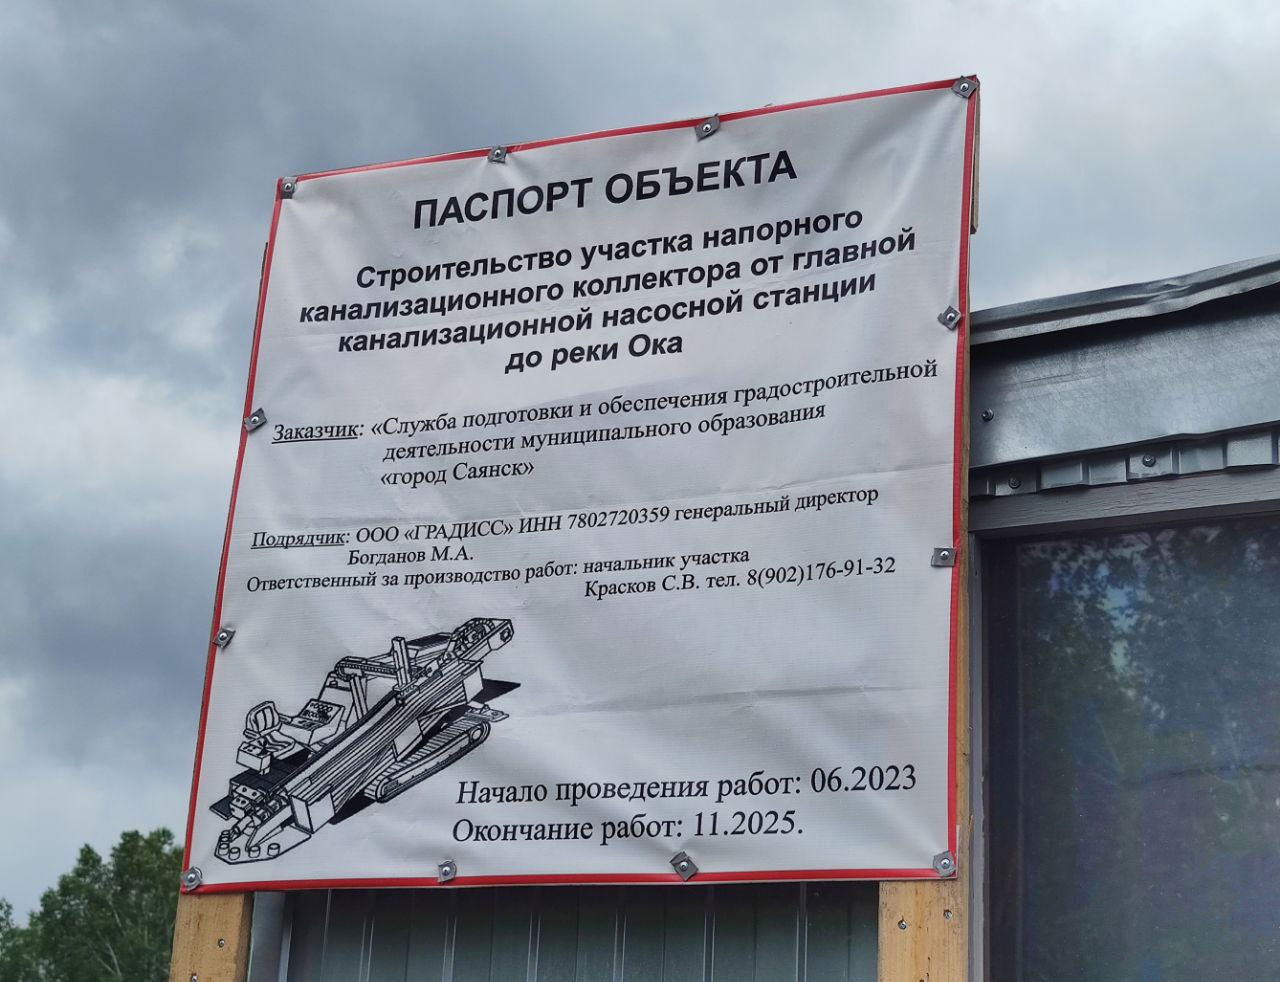 ПАСПОРТ ОБЪЕКТА
Строительство участка напорного
канализационного коллектора от главной
канализационной насосной станции
до реки Ока
Заказчик: «Служба подготовки и обеспечения градостроительной
деятельности муниципального образования
«город Саянск»
Подрядчик: ООО «ГРАДИСС» ИНН 7802720359 генеральный директор
Богданов М.А.
Ответственный за производство работ: начальник участка
Красков С.В. тел. 8(902)176-91-32
Начало проведения работ: 06.2023
Окончание работ: 11.2025.